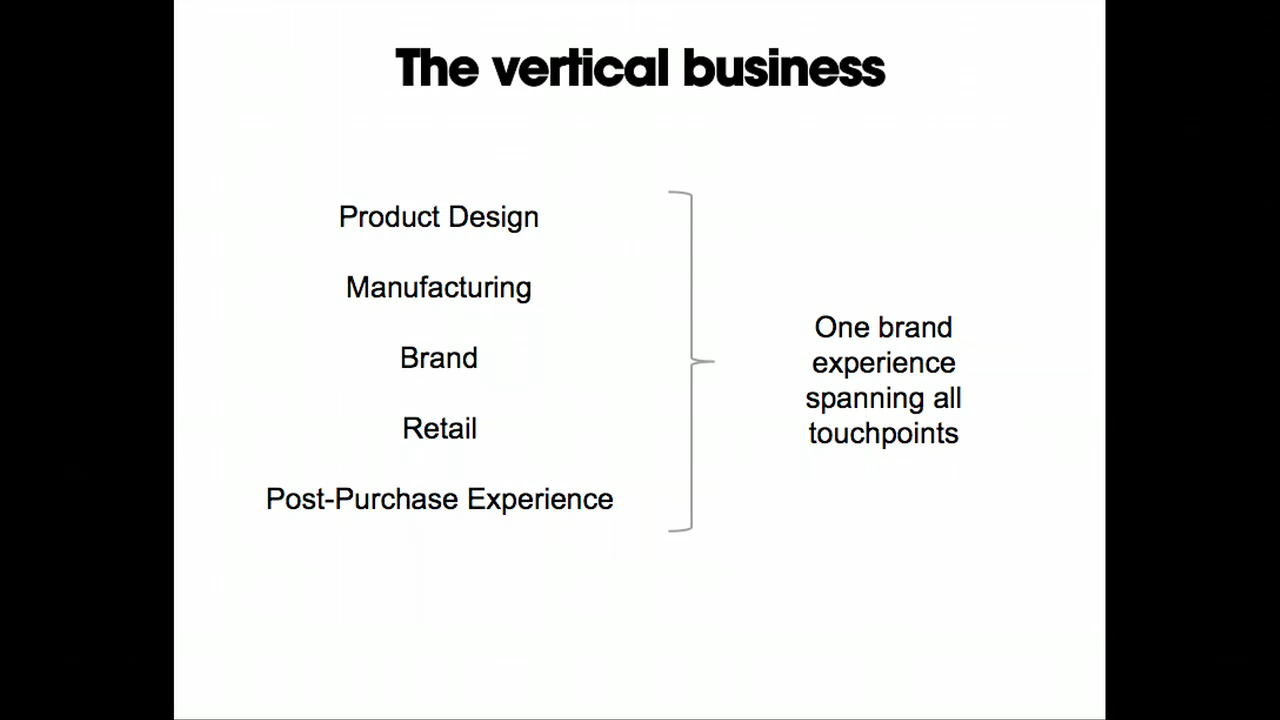 The vertical business
Product Design
Manufacturing
Brand
Retail
Post-Purchase Experience
One brand
experience
spanning all
touchpoints